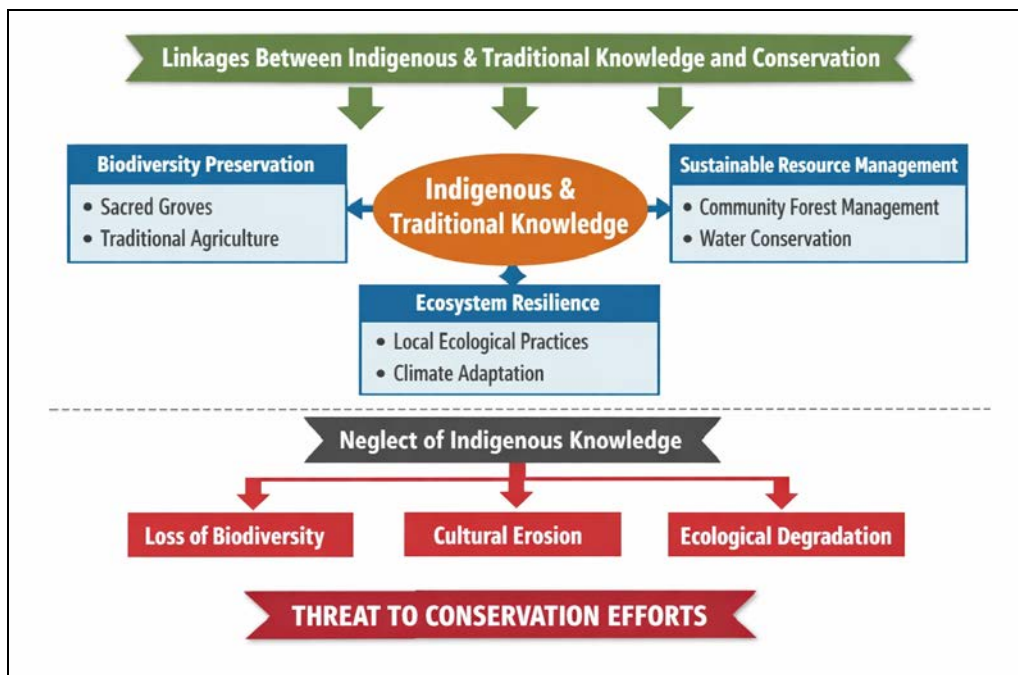 Linkages Between Indigenous & Traditional Knowledge and Conservation
Biodiversity Preservation
• Sacred Groves
• Traditional Agriculture
Indigenous &
Traditional Knowledge
Sustainable Resource Management
• Community Forest Management
• Water Conservation
Ecosystem Resilience
• Local Ecological Practices
• Climate Adaptation
Neglect of Indigenous Knowledge
Loss of Biodiversity
Cultural Erosion
Ecological Degradation
THREAT TO CONSERVATION EFFORTS